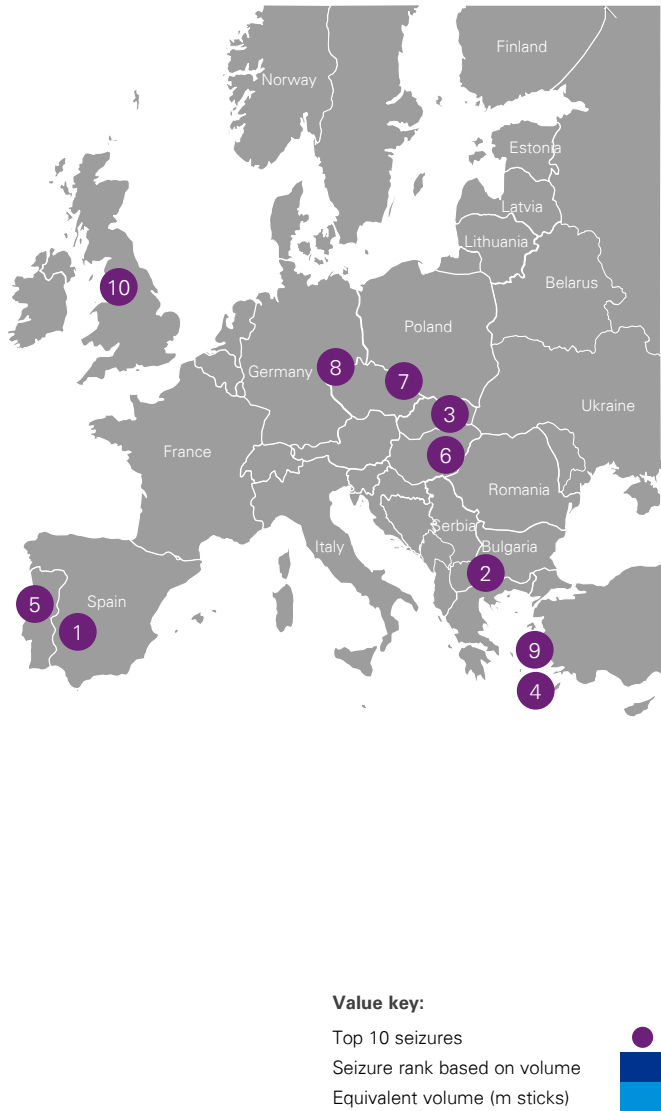 Finland
Norway
Estonia
Latvia
Lithuania
10
Belarus
Poland
8
Germany
7
3
Ukraine
France
6
Romania
Serbia
Italy
Bulgaria
2
5
Spain
1
9
4
Value key:
Top 10 seizures
Seizure rank based on volume
Equivalent volume (m sticks)